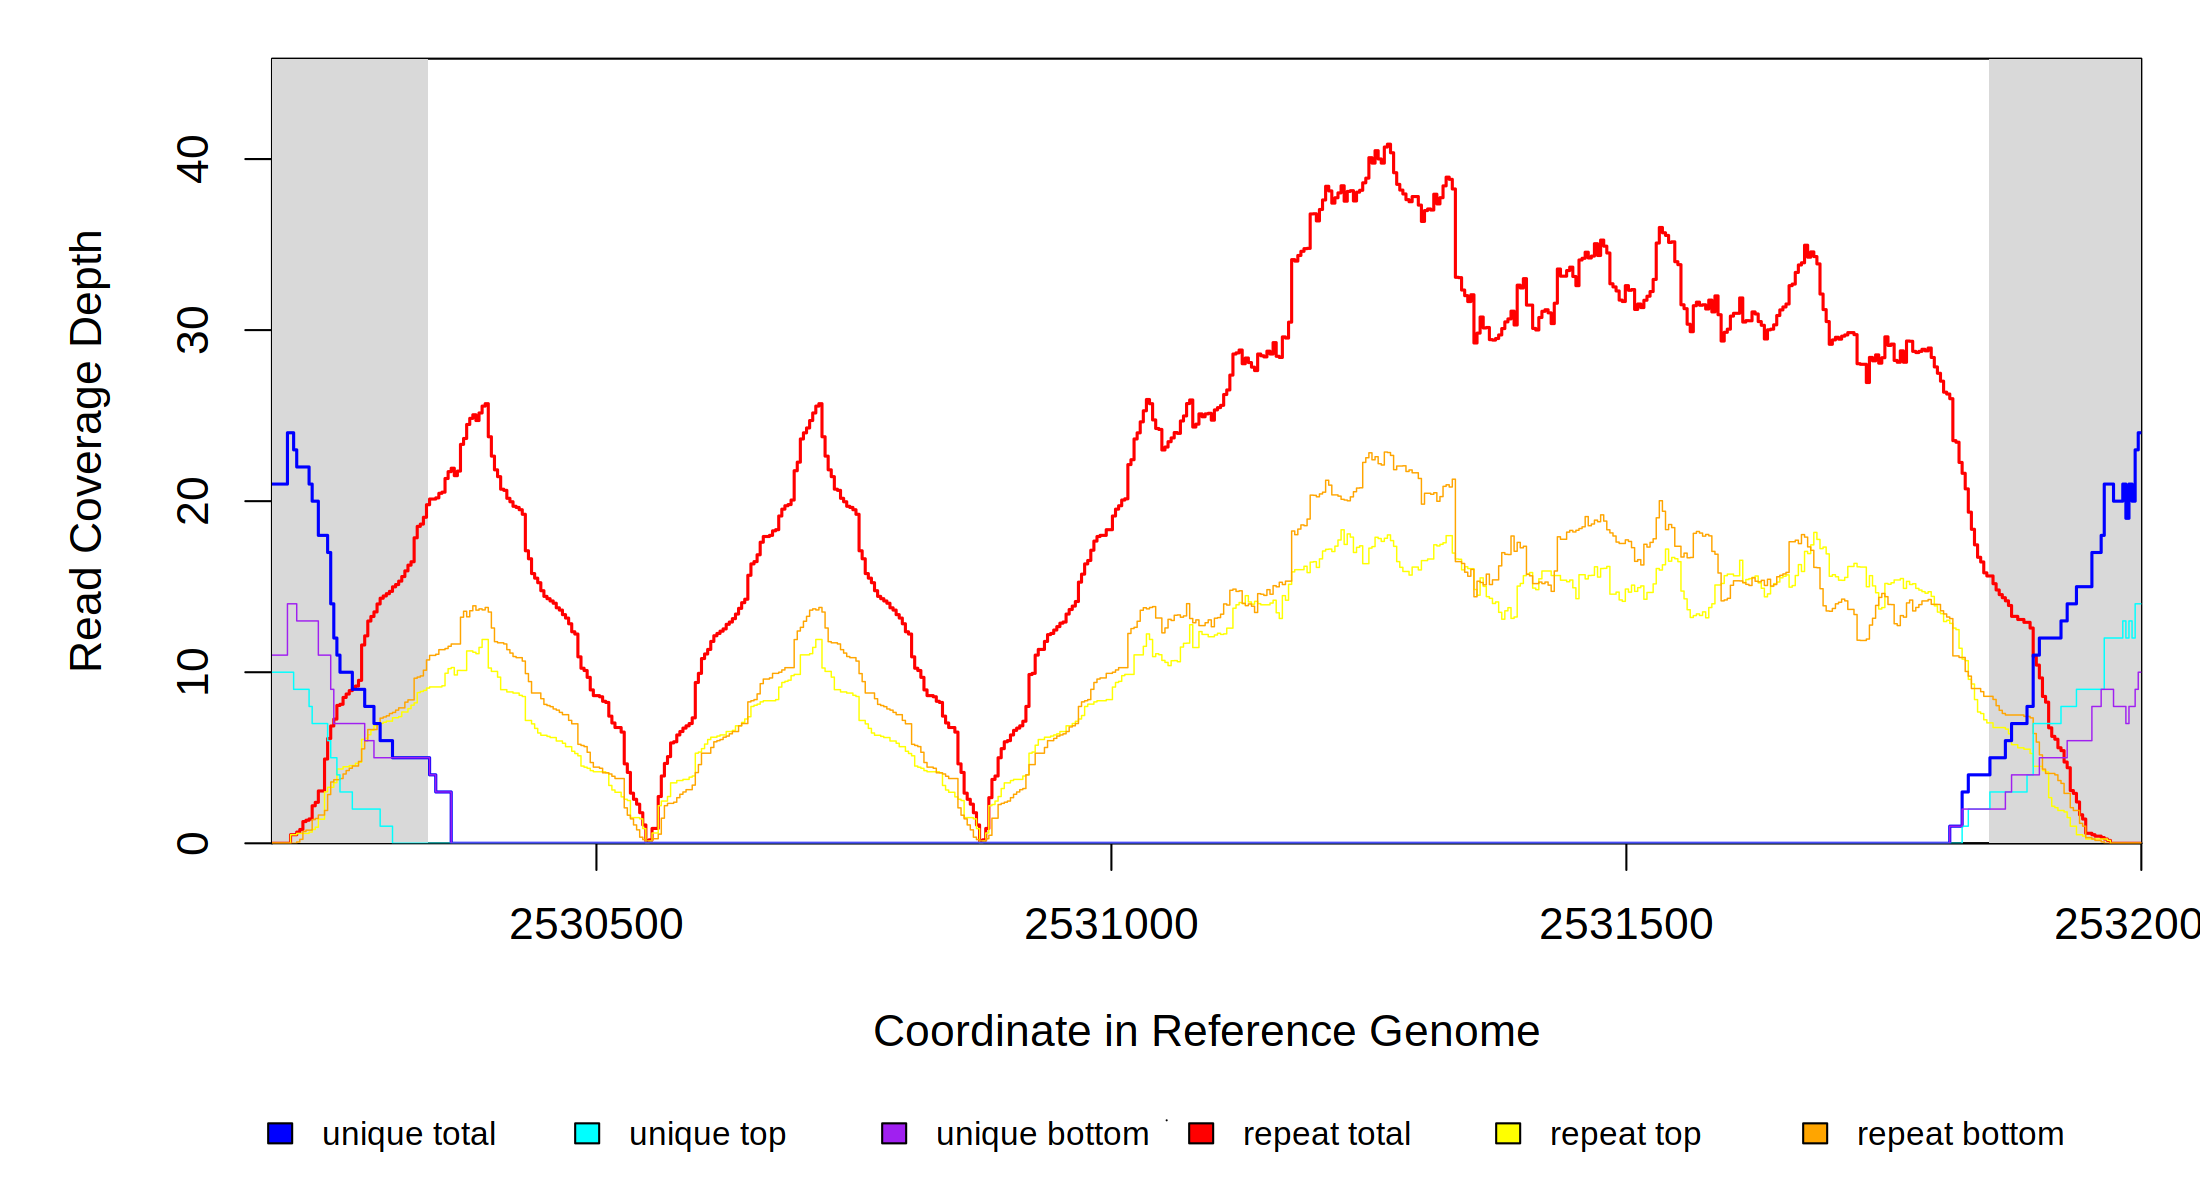 Read Coverage Depth
40
30
20
10
0
2530500 2531000 2531500 253200
Coordinate in Reference Genome
unique total unique top unique bottom repeat total repeat top repeat bottom